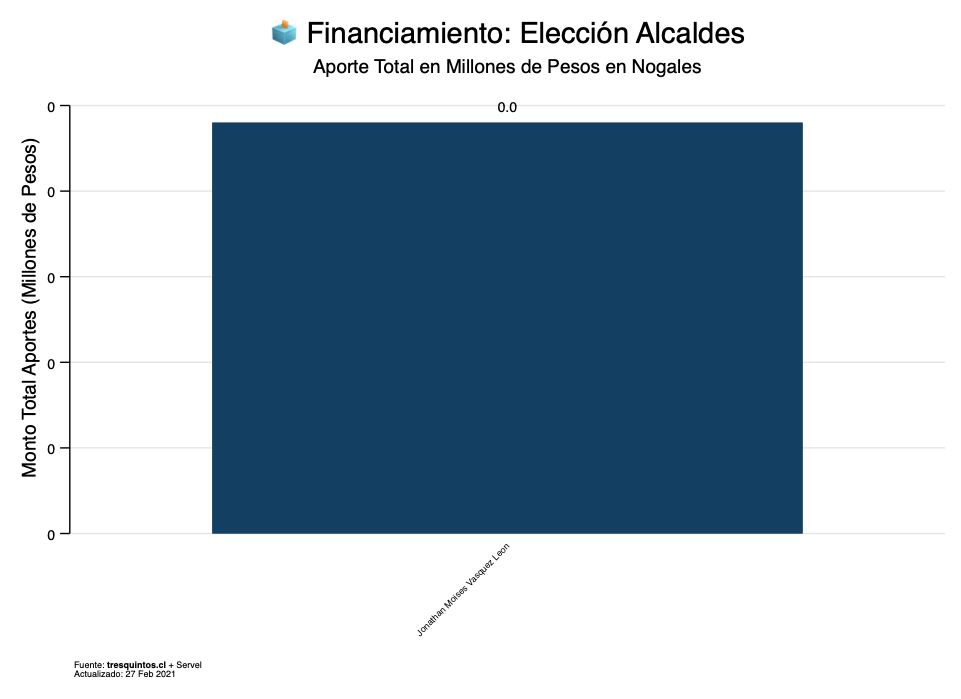 🗳️ Financiamiento: Elección Alcaldes
Aporte Total en Millones de Pesos en Nogales
Monto Total Aportes (Millones de Pesos)
0
0
0
0
0
0
0.0
Jonathan Moises Vasquez Leon
Fuente: tresquintos.cl + Servel
Actualizado: 27 Feb 2021